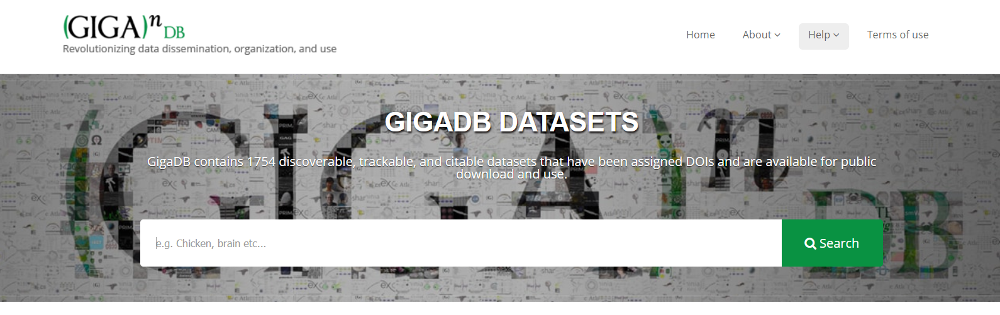 (GIGA)n DB
Revolutionizing data dissemination, organization, and use
Home About Help Terms of use
GIGADB DATASETS
GigaDB contains 1754 discoverable, trackable, and citable datasets that have been assigned DOIs and are available for public
download and use.
e.g. Chicken, brain etc...
Search